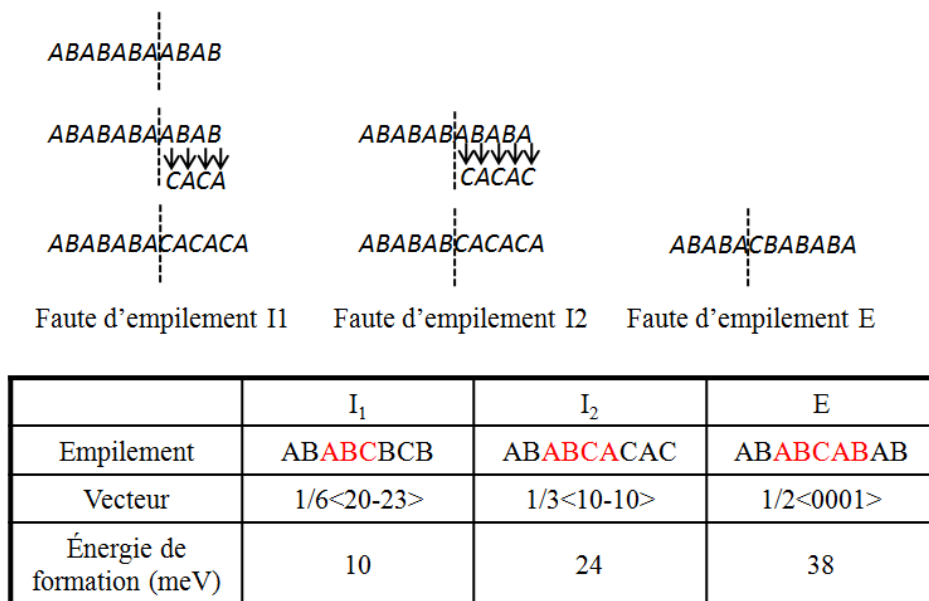 ABABABAABAB
ABABABAABAB
CACA
ABABABACACACA
Faute d'empilement I1
ABABABABABA
CACAC
ABABABCACACA
Faute d'empilement I2
ABABACBABABA
Faute d'empilement E
I1 I2 E
Empilement ABABCBCB ABABCACAC ABABCABAB
Vecteur 1/6<20-23> 1/3<10-10> 1/2<0001>
Énergie de
formation (meV) 10 24 38